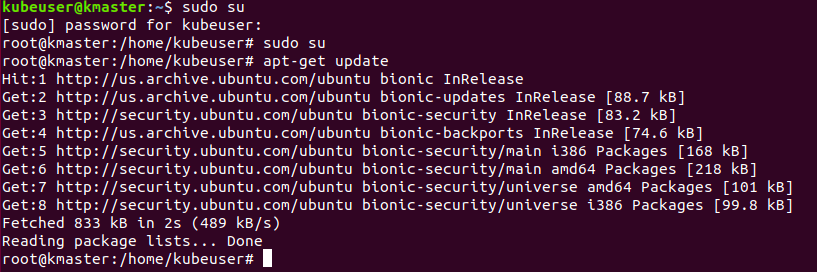 kubeuser@kmaster:~$ sudo su
[sudo] password for kubeuser:
root@kmaster:/home/kubeuser# sudo su
root@kmaster:/home/kubeuser# apt-get update
Hit:1 http://us.archive.ubuntu.com/ubuntu bionic InRelease
Get:2 http://us.archive.ubuntu.com/ubuntu bionic-updates InRelease [88.7 kB]
Get:3 http://security.ubuntu.com/ubuntu bionic-security InRelease [83.2 kB]
Get:4 http://us.archive.ubuntu.com/ubuntu bionic-backports InRelease [74.6 kB]
Get:5 http://security.ubuntu.com/ubuntu bionic-security/main i386 Packages [168 kB]
Get:6 http://security.ubuntu.com/ubuntu bionic-security/main amd64 Packages [218 kB]
Get:7 http://security.ubuntu.com/ubuntu bionic-security/universe amd64 Packages [101 kB]
Get:8 http://security.ubuntu.com/ubuntu bionic-security/universe i386 Packages [99.8 kB]
Fetched 833 kB in 2s (489 kB/s)
Reading package lists... Done
root@kmaster:/home/kubeuser#